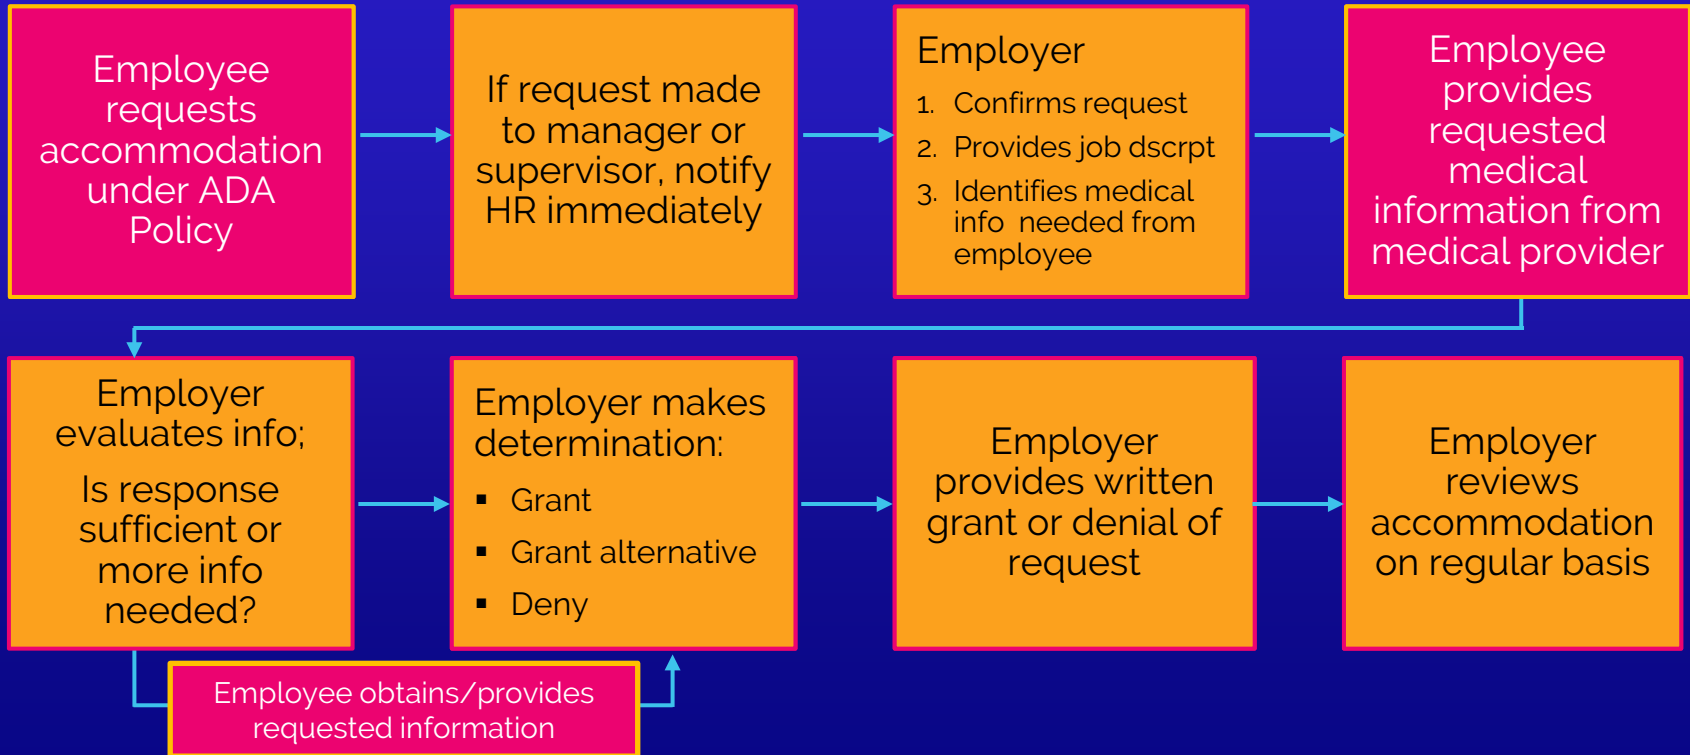 Employee
requests
accommodation
under ADA
Policy
If request made
to manager or
supervisor, notify
HR immediately
Employer
1. Confirms request
2. Provides job dscrpt
3. Identifies medical
info needed from
employee
Employee
provides
requested
medical
information from
medical provider
Employer
evaluates info;
Is response
sufficient or
more info
needed?
Employer makes
determination:
▪ Grant
▪ Grant alternative
▪ Deny
Employer
provides written
grant or denial of
request
Employer
reviews
accommodation
on regular basis
Employee obtains/provides
requested information